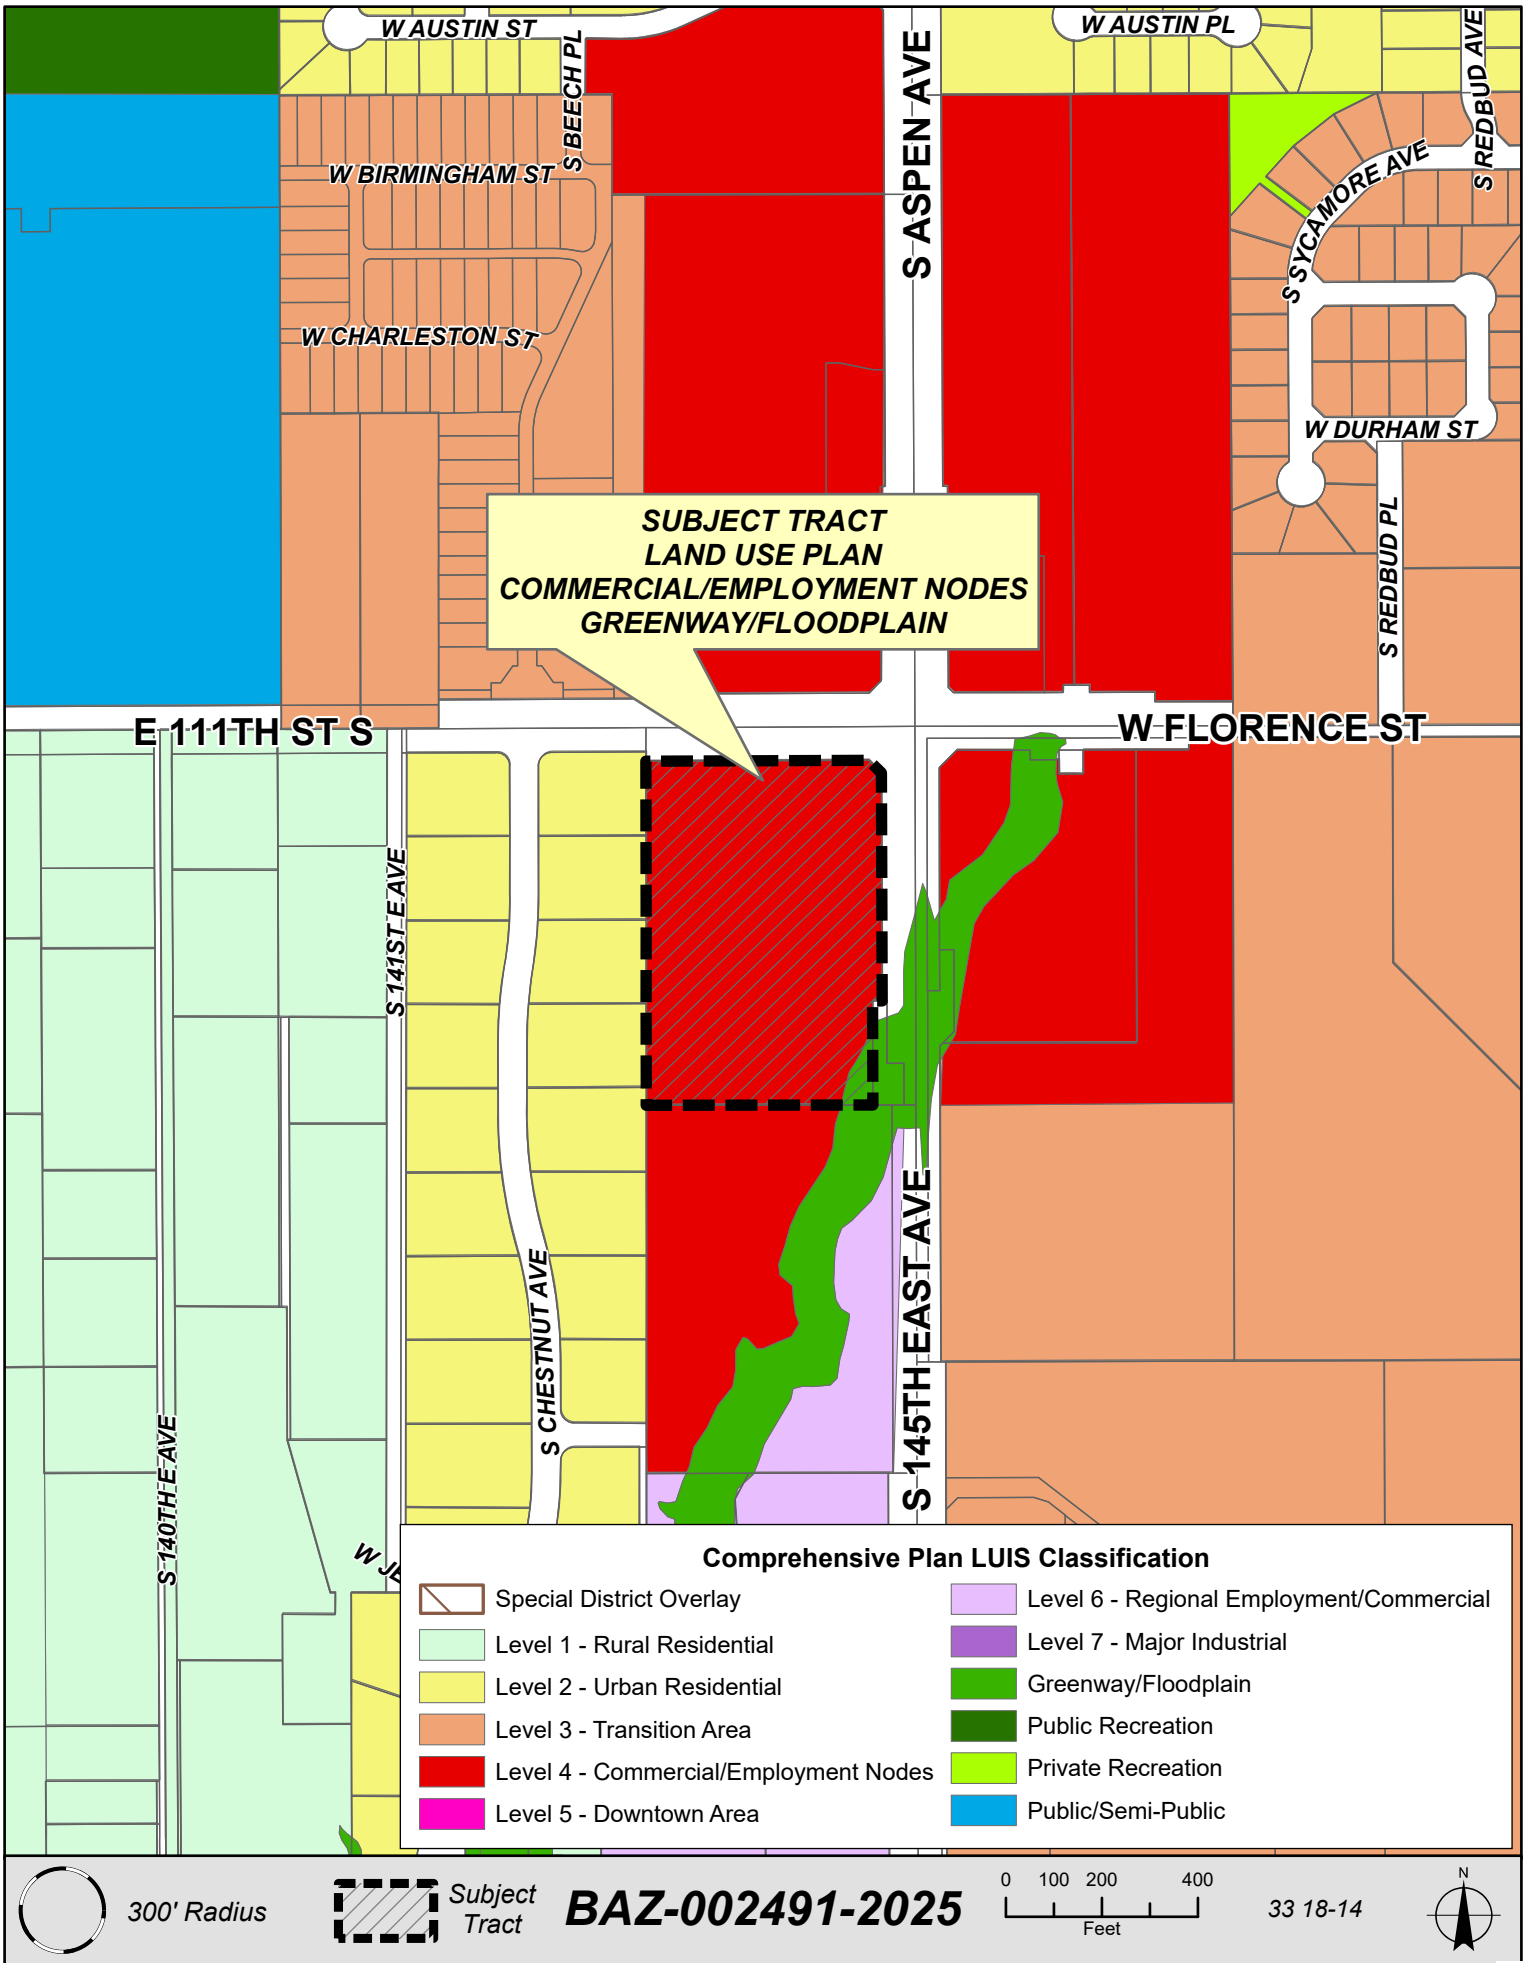 W AUSTIN ST
S BEECH PL
S ASPEN AVE
W AUSTIN PL
S REDBUD AVE
W BIRMINGHAM ST
S SYCAMORE AVE
W CHARLESTON ST
W DURHAM ST
S REDBUD PL
SUBJECT TRACT
LAND USE PLAN
COMMERCIAL/EMPLOYMENT NODES
GREENWAY/FLOODPLAIN
E 111TH ST S
W FLORENCE ST
S 141ST E AVE
S CHESTNUT AVE
S 145TH EAST AVE
S 140TH E AVE
W JE
Comprehensive Plan LUIS Classification
Special District Overlay
Level 1 - Rural Residential
Level 2 - Urban Residential
Level 3 - Transition Area
Level 4 - Commercial/Employment Nodes
Level 5 - Downtown Area
Level 6 - Regional Employment/Commercial
Level 7 - Major Industrial
Greenway/Floodplain
Public Recreation
Private Recreation
Public/Semi-Public
300' Radius
Subject
Tract
BAZ-002491-2025
0 100 200 400
Feet
33 18-14
N